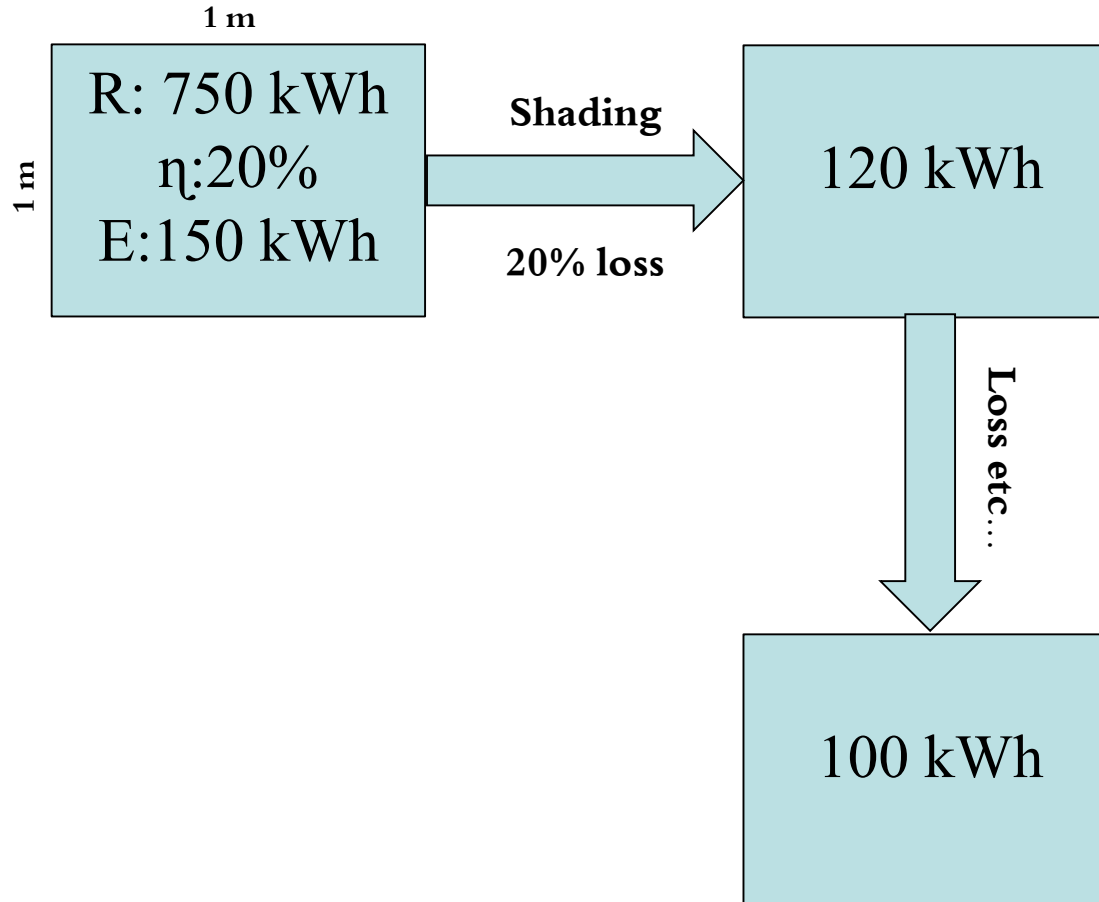 1 m
1 m
R: 750 kWh
η:20%
E:150 kWh
Shading
20% loss
120 kWh
Loss etc…
100 kWh